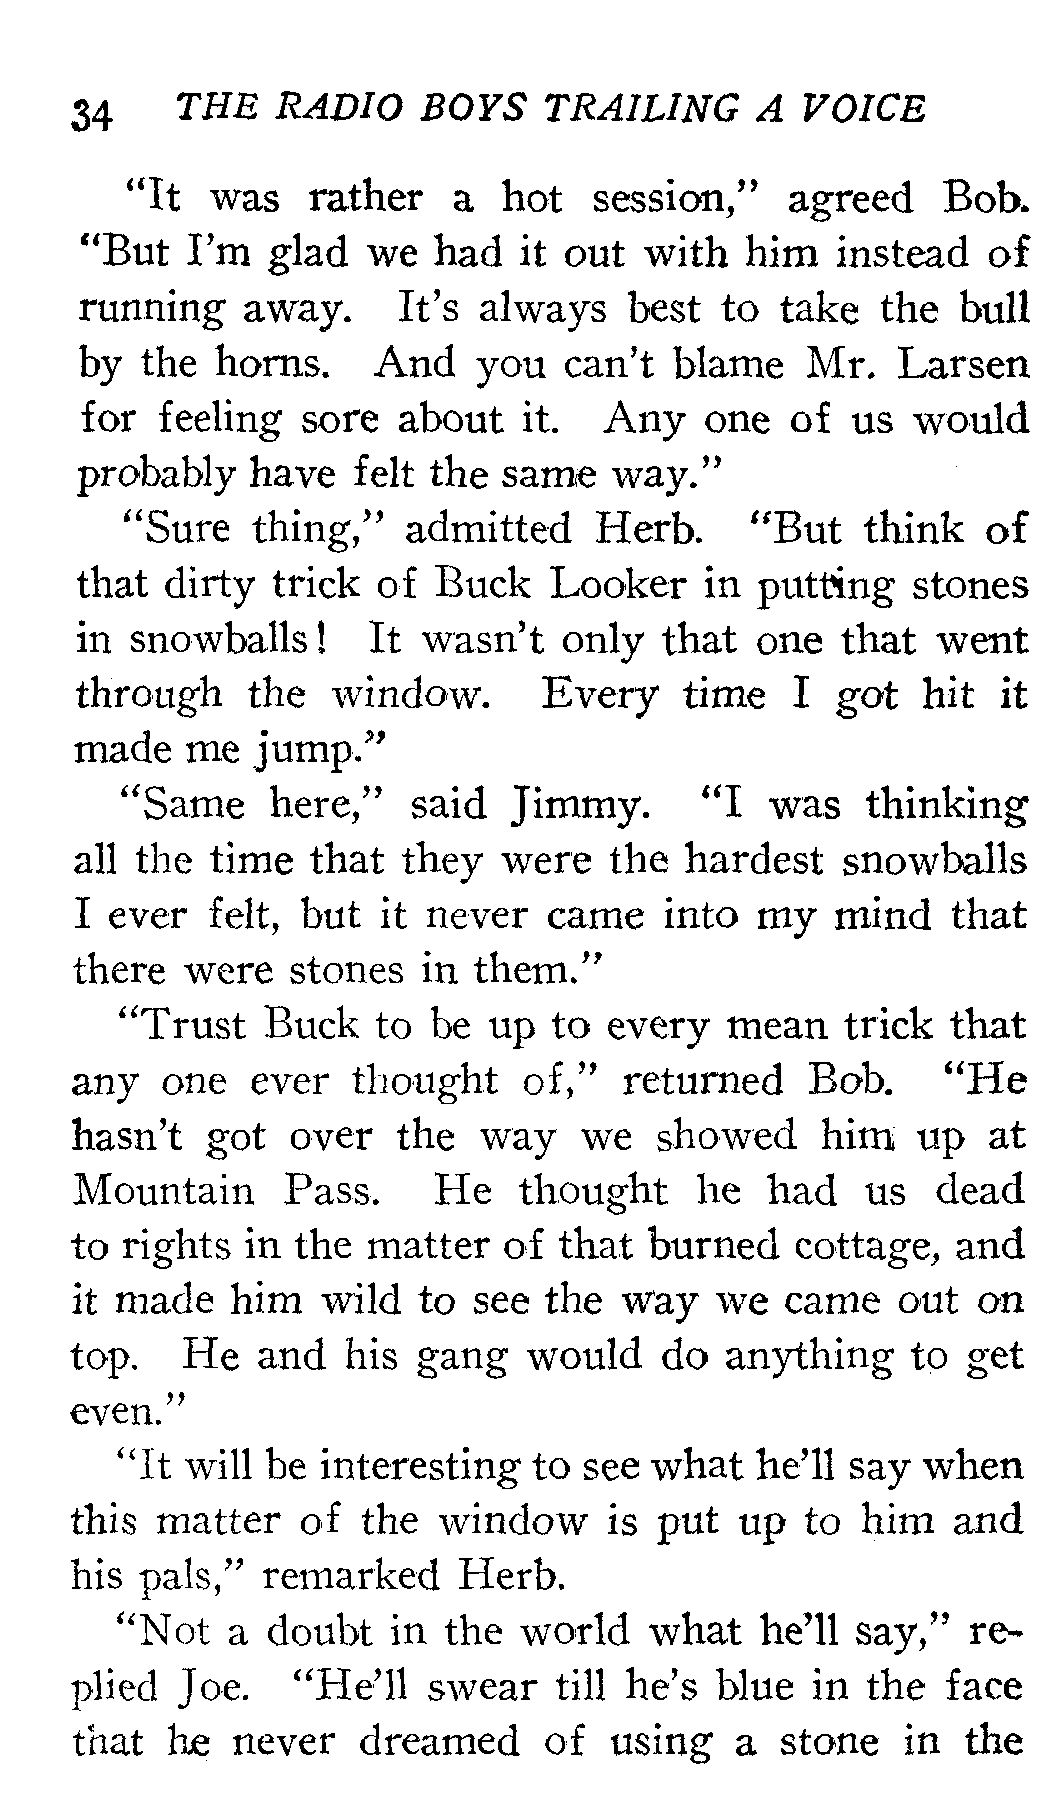 34 THE RADIO BOYS TRAILING A VOICE
“It was rather a hot session,” agreed Bob.
“But I’m glad we had it out with him instead of
running away. It’s always best to take the bull
by the horns. And you can’t blame Mr. Larsen
for feeling sore about it. Any one of us would
probably have felt the same way.”
“Sure thing,” admitted Herb. “But think of
that dirty trick of Buck Looker in putting stones
in snowballs! It wasn’t only that one that went
through the window. Every time I got hit it
made me jump.”
“Same here,” said Jimmy. “I was thinking
all the time that they were the hardest snowballs
I ever felt, but it never came into my mind that
there were stones in them.”
“Trust Buck to be up to every mean trick that
any one ever thought of,” returned Bob. “He
hasn’t got over the way we showed him up at
Mountain Pass. He thought he had us dead
to rights in the matter of that burned cottage, and
it made him wild to see the way we came out on
top. He and his gang would do anything to get
even.”
“It will be interesting to see what he’ll say when
this matter of the window is put up to him and
his pals,” remarked Herb.
“Not a doubt in the world what he’ll say,” re-
plied Joe. “He’ll swear till he’s blue in the face
that he never dreamed of using a stone in the